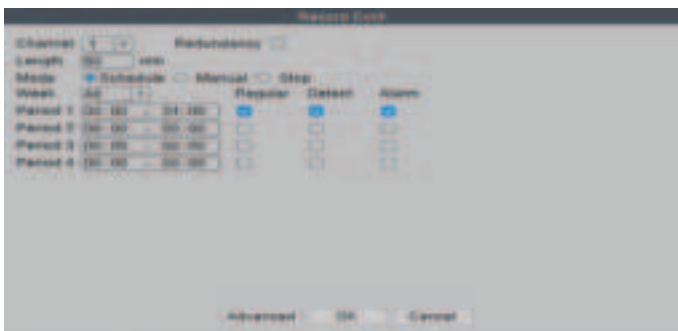 Record Conf
Channel 1 Redundancy
Length 60 min
Mode Schedule Manual Stop
Week All Regular Detect Alarm
Period 1 00:00 - 24:00
Period 2 00:00 - 00:00
Period 3 00:00 - 00:00
Period 4 00:00 - 00:00
Advanced OK Cancel